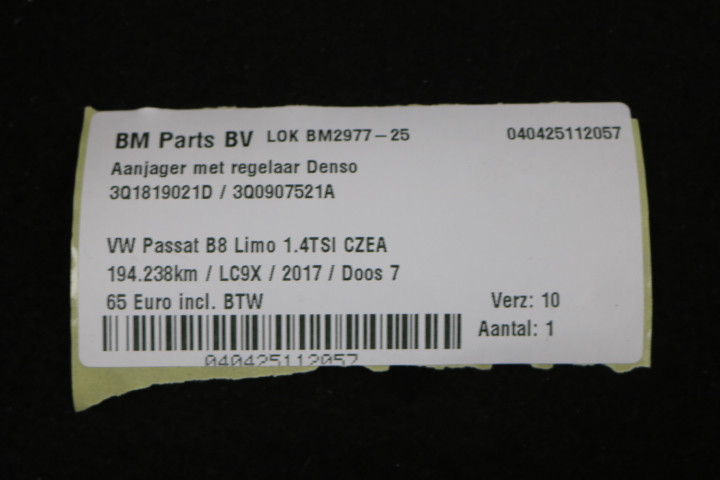 BM Parts BV LOK BM2977-25 040425112057
Aanjager met regelaar Denso
3Q1819021D / 3Q0907521A
VW Passat B8 Limo 1.4TSI CZEA
194.238km / LC9X / 2017 / Doos 7
65 Euro incl. BTW Verz: 10
Aantal: 1
040425112057